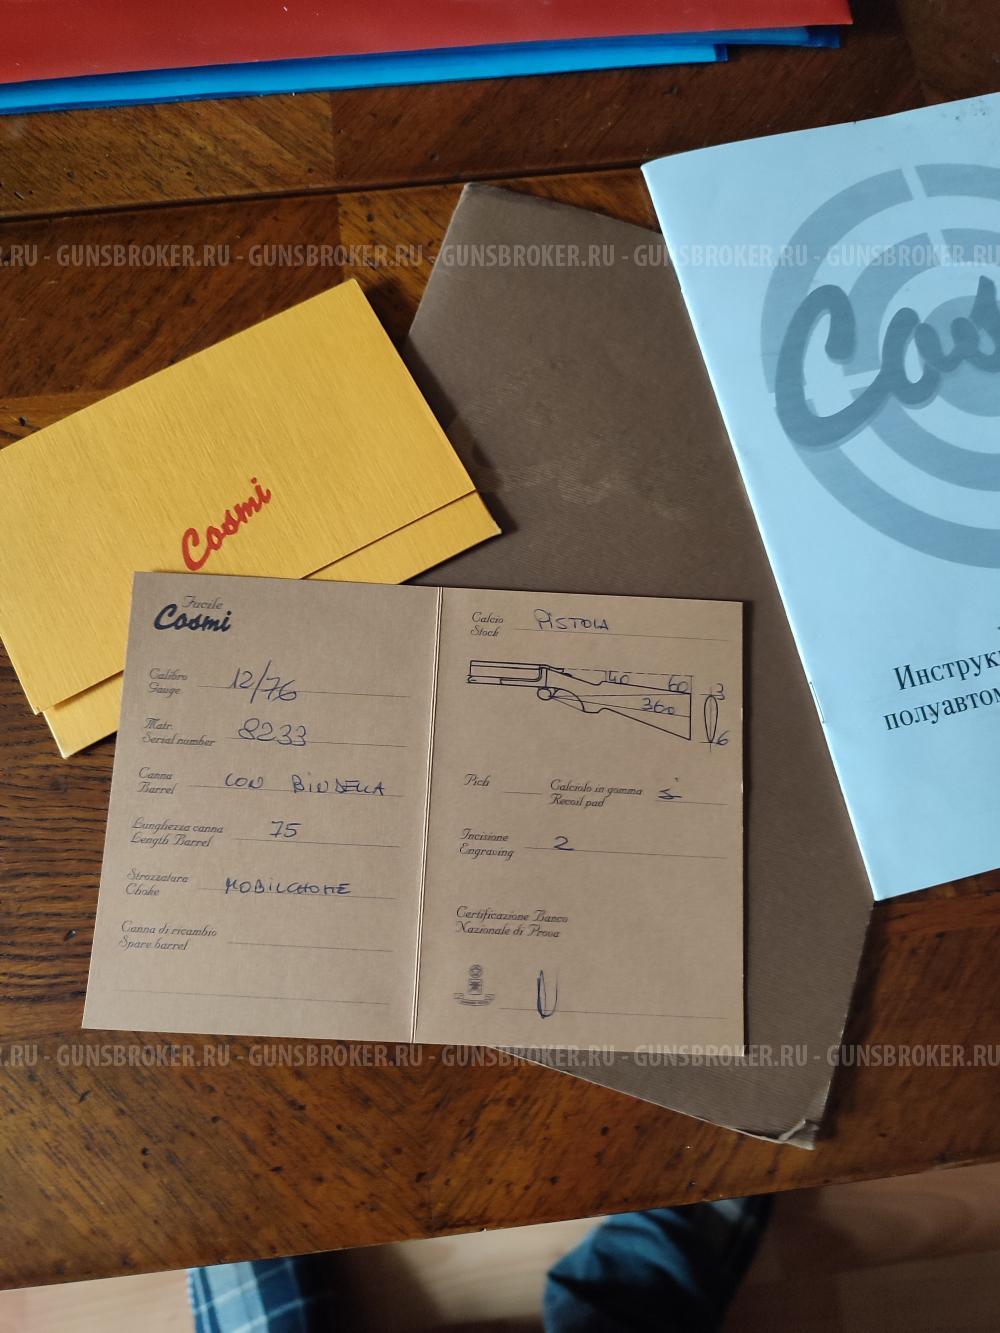 .RU - GUNSBROKER.RU - GUNSBROKER.RU - GUNSBROKER.RU - GUNSBROKER.RU - GUNSBROKER
Cosmi
Инструк
полуавтом
Cosmi
Fucile
Cosmi
Calibro
Gauge 12/76
Matr.
Serial number 8233
Canna
Barrel CON BINDELLA
Lunghezza canna
Length Barrel 75
Strozzatura
Choke MOBILCHOKE
Canna di ricambio
Spare barrel
Calcio
Stock PISTOLA
40 60 3
360
6
Pich
Calciolo in gomma
Recoil pad
Incisione
Engraving 2
Certificazione Banco
Nazionale di Prova
.RU - GUNSBROKER.RU - GUNSBROKER.RU - GUNSBROKER.RU - GUNSBROKER.RU - GUNSBROKER